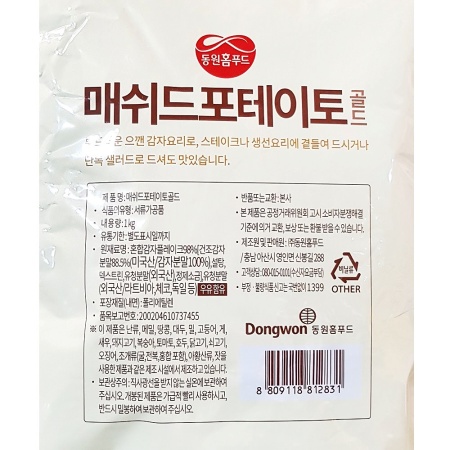 동원홈푸드
매쉬드포테이토 골드
운 으깬 감자요리로, 스테이크나 생선요리에 곁들여 드시거나
단독 샐러드로 드셔도 맛있습니다.
• 제품명 : 매쉬드포테이토골드
• 식품의유형 : 서류가공품
• 내용량 : 1kg
• 유통기한 : 별도표시일까지
• 원재료명 : 혼합감자플레이크98%[건조감자
분말88.5%(미국산/감자분말100%), 설탕,
덱스트린, 유청분말(외국산), 정제소금], 유청분말
(외국산/라트비아,체코,독일 등) 우유 함유
• 포장재질(내면) : 폴리에틸렌
• 품목보고번호 : 200204610737455
※ 이 제품은 난류, 메밀, 땅콩, 대두, 밀, 고등어, 게,
새우, 돼지고기, 복숭아, 토마토, 호두, 닭고기, 쇠고기,
오징어, 조개류(굴,전복,홍합 포함), 아황산류, 잣을
사용한 제품과 같은 제조 시설에서 제조하고 있습니다.
• 보관상주의 : 직사광선을 받지 않는 실온에 보관하여
주십시오. 개봉된 제품은 가급적 빨리 사용하시고,
반드시 밀봉하여 보관하여 주십시오.
• 반품또는교환 : 본사
• 본 제품은 공정거래위원회 고시 소비자분쟁해결
기준에 의거 교환, 보상 또는 환불 받을 수 있습니다.
• 제조원 및 판매원 : ㈜동원홈푸드
/ 충남 아산시 영인면 신봉길 288
• 고객상담 : 080-015-0101(수신자요금부담)
• 부정·불량식품신고는 국번없이 1399
비닐류
OTHER
Dongwon 동원홈푸드
8 809118 812831